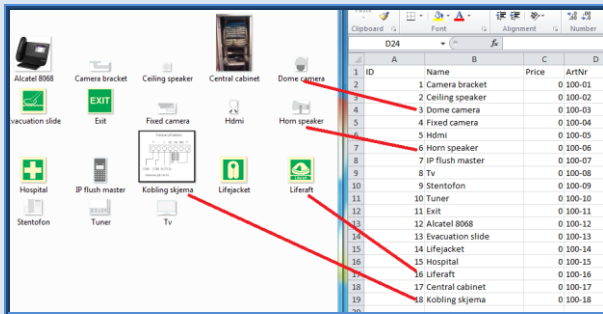 Alcatel 8068 Camera bracket Ceiling speaker Central cabinet Dome camera
vacuation slide Exit Fixed camera Hdmi Horn speaker
EXIT
Hospital IP flush master Kobling skjema Lifejacket Liferaft
Stentofon Tuner Tv
Clipboard Font Alignment Number
D24 fx
A B C D
1 ID Name Price ArtNr
2 1 Camera bracket 0 100-01
3 2 Ceiling speaker 0 100-02
4 3 Dome camera 0 100-03
5 4 Fixed camera 0 100-04
6 5 Hdmi 0 100-05
7 6 Horn speaker 0 100-06
8 7 IP flush master 0 100-07
9 8 Tv 0 100-08
10 9 Stentofon 0 100-09
11 10 Tuner 0 100-10
12 11 Exit 0 100-11
13 12 Alcatel 8068 0 100-12
14 13 Evacuation slide 0 100-13
15 14 Lifejacket 0 100-14
16 15 Hospital 0 100-15
17 16 Liferaft 0 100-16
18 17 Central cabinet 0 100-17
19 18 Kobling skjema 0 100-18
20